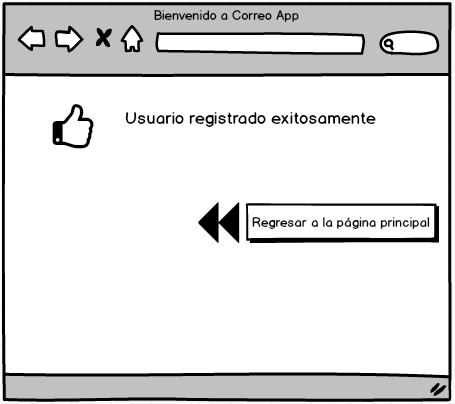 Bienvenido a Correo App
Usuario registrado exitosamente
Regresar a la página principal